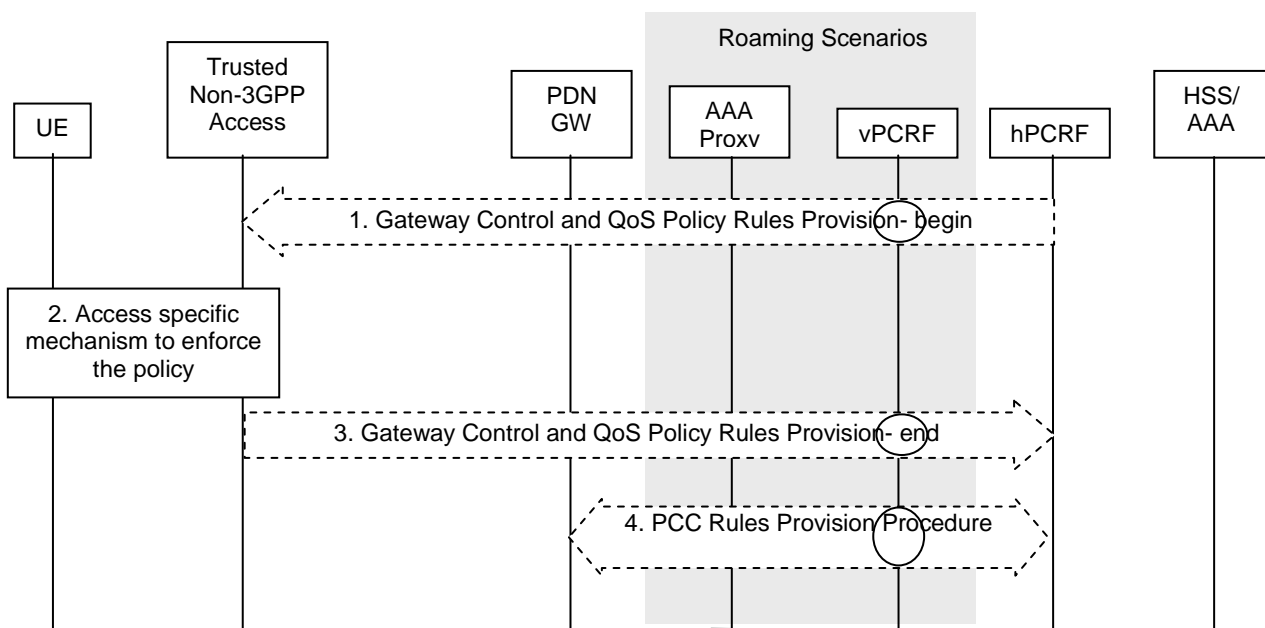 Roaming Scenarios
UE
Trusted
Non-3GPP
Access
PDN
GW
AAA
Proxv
vPCRF
hPCRF
HSS/
AAA
1. Gateway Control and QoS Policy Rules Provision- begin
2. Access specific
mechanism to enforce
the policy
3. Gateway Control and QoS Policy Rules Provision- end
4. PCC Rules Provision Procedure